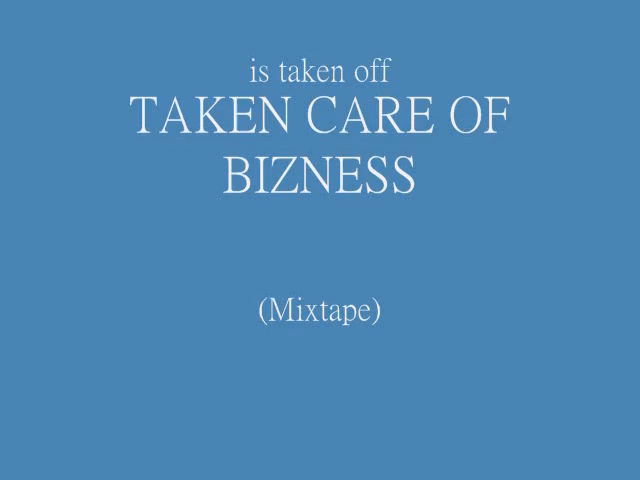 is taken off
TAKEN CARE OF
BIZNESS
(Mixtape)